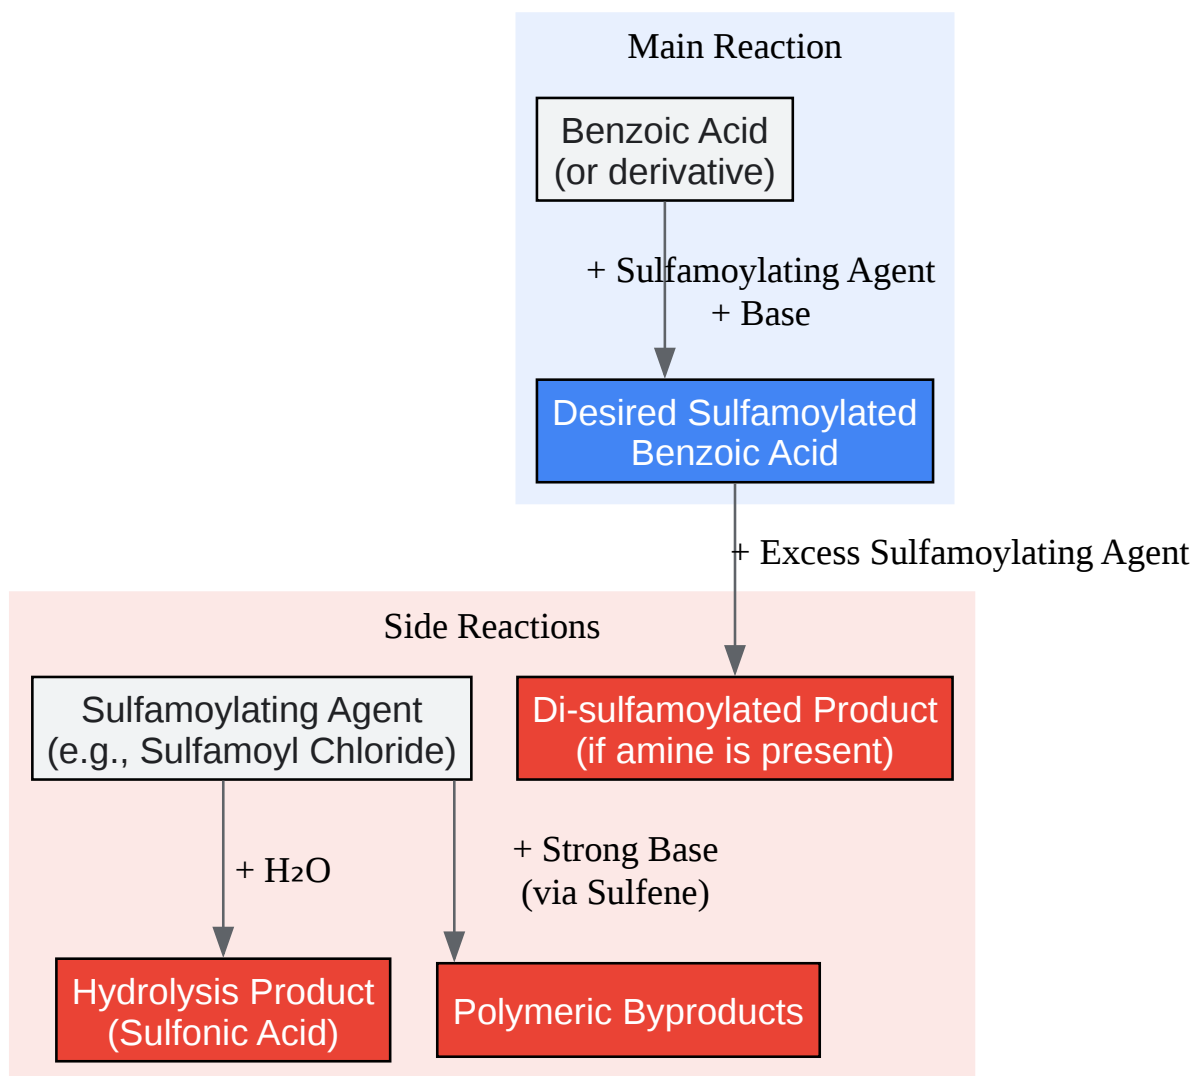 Main Reaction
Benzoic Acid
(or derivative)
+ Sulfamoylating Agent
+ Base
Desired Sulfamoylated
Benzoic Acid
+ Excess Sulfamoylating Agent
Side Reactions
Sulfamoylating Agent
(e.g., Sulfamoyl Chloride)
Di-sulfamoylated Product
(if amine is present)
+ H₂O
+ Strong Base
(via Sulfene)
Hydrolysis Product
(Sulfonic Acid)
Polymeric Byproducts